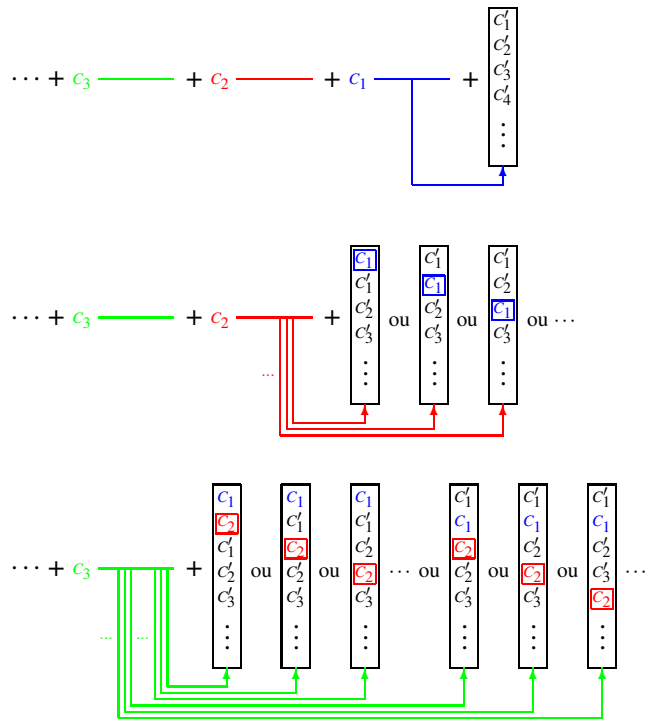 ··· + C₃ + C₂ + C₁ +
C′₁
C′₂
C′₃
C′₄
⋮
··· + C₃ + C₂ +
C₁
C′₁
C′₂
C′₃
⋮
ou
C′₁
C₁
C′₂
C′₃
⋮
ou
C′₁
C′₂
C₁
C′₃
⋮
ou ···
...
··· + C₃ +
C₁
C₂
C′₁
C′₂
C′₃
⋮
ou
C₁
C′₁
C₂
C′₂
C′₃
⋮
ou
C₁
C′₁
C′₂
C₂
C′₃
⋮
··· ou
C′₁
C₁
C₂
C′₂
C′₃
⋮
ou
C′₁
C₁
C′₂
C₂
C′₃
⋮
ou
C′₁
C₁
C′₂
C′₃
C₂
⋮
···
... ...